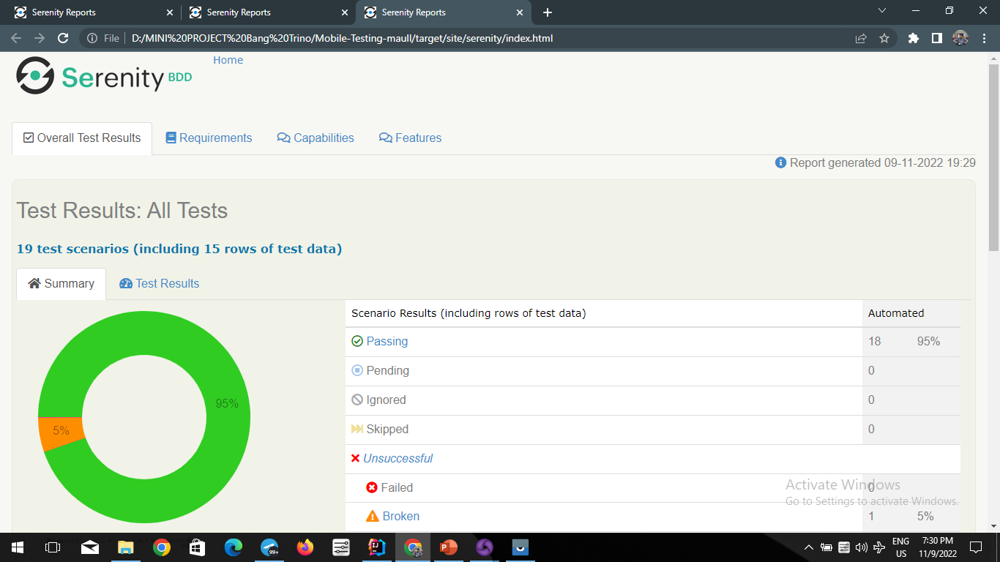 Serenity Reports
Serenity Reports
Serenity Reports
File D:/MINI%20PROJECT%20Bang%20Trino/Mobile-Testing-maull/target/site/serenity/index.html
Serenity BDD
Home
Overall Test Results
Requirements
Capabilities
Features
Report generated 09-11-2022 19:29
Test Results: All Tests
19 test scenarios (including 15 rows of test data)
Summary
Test Results
95%
5%
Scenario Results (including rows of test data) Automated
Passing 18 95%
Pending 0
Ignored 0
Skipped 0
Unsuccessful
Failed 0
Broken 1 5%
Activate Windows
Go to Settings to activate Windows.
99+
ENG
US
7:30 PM
11/9/2022